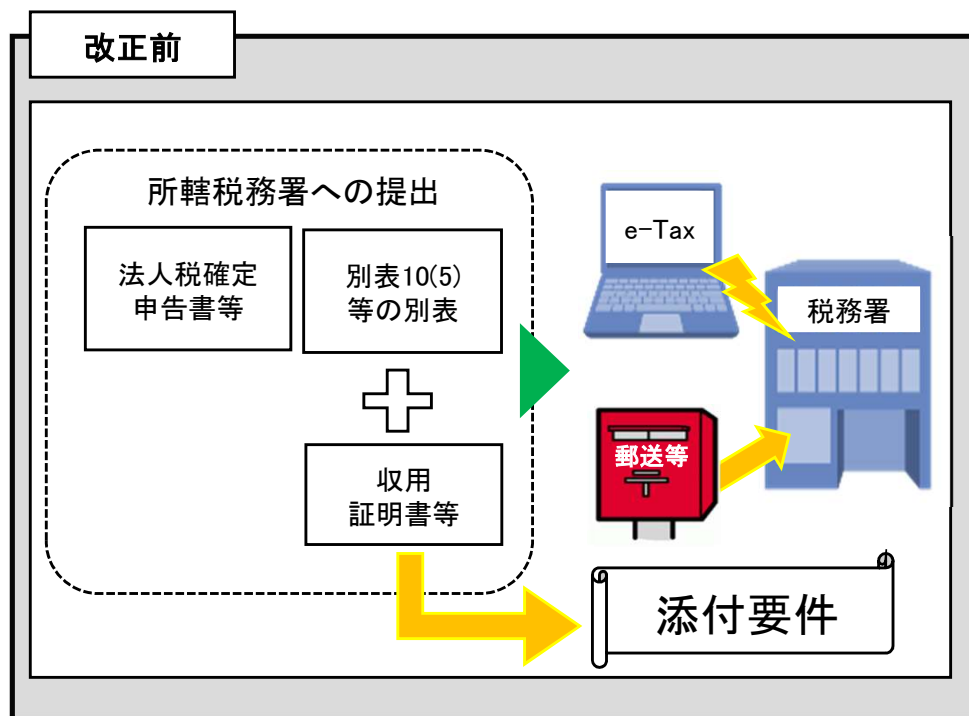 改正前
所轄税務署への提出
法人税確定
申告書等
別表10(5)
等の別表
収用
証明書等
e-Tax
税務署
郵送等
添付要件